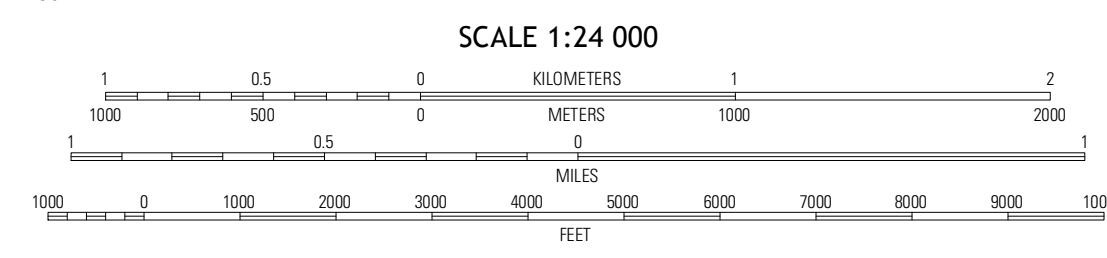 SCALE 1:24 000
1 0.5 0 KILOMETERS 1 2
1000 500 0 METERS 1000 2000
1 0.5 0 1
MILES
1000 0 1000 2000 3000 4000 5000 6000 7000 8000 9000 100
FEET